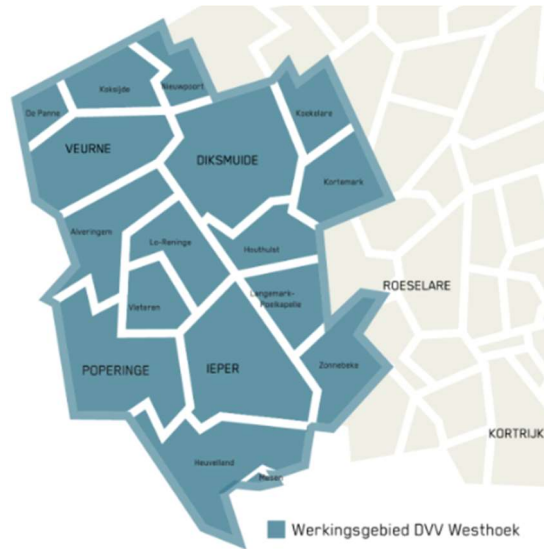 Koksijde
Nieuwpoort
De Panne
Koekelare
VEURNE
DIKSMUIDE
Kortemark
Alveringem
Lo-Reninge
Houthulst
ROESELARE
Langemark-
Poelkapelle
Vleteren
POPERINGE
IEPER
Zonnebeke
KORTRIJK
Heuvelland
Mesen
Werkingsgebied DVV Westhoek